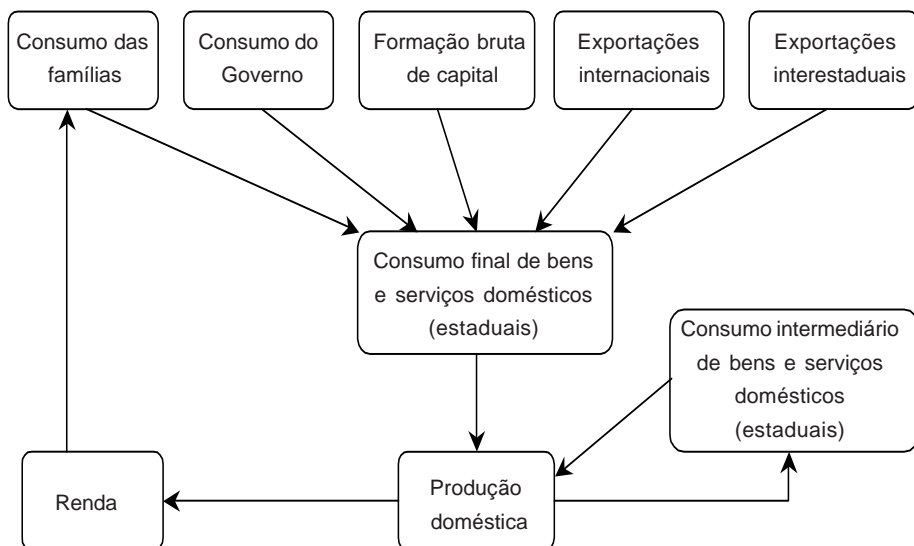 Consumo das
famílias
Consumo do
Governo
Formação bruta
de capital
Exportações
internacionais
Exportações
interestaduais
Consumo final de bens
e serviços domésticos
(estaduais)
Consumo intermediário
de bens e serviços
domésticos
(estaduais)
Renda
Produção
doméstica